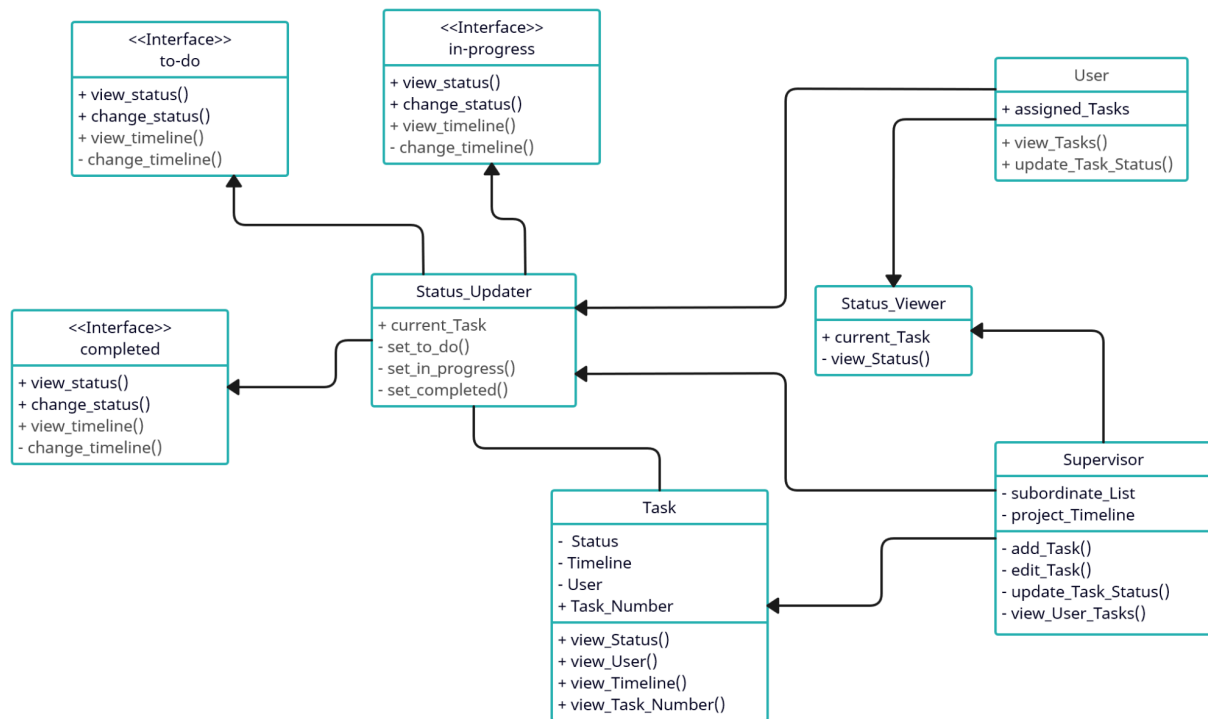 <<Interface>>
to-do
+ view_status()
+ change_status()
+ view_timeline()
- change_timeline()
<<Interface>>
in-progress
+ view_status()
+ change_status()
+ view_timeline()
- change_timeline()
User
+ assigned_Tasks
+ view_Tasks()
+ update_Task_Status()
<<Interface>>
completed
+ view_status()
+ change_status()
+ view_timeline()
- change_timeline()
Status_Updater
+ current_Task
- set_to_do()
- set_in_progress()
- set_completed()
Status_Viewer
+ current_Task
- view_Status()
Task
- Status
- Timeline
- User
+ Task_Number
+ view_Status()
+ view_User()
+ view_Timeline()
+ view_Task_Number()
Supervisor
- subordinate_List
- project_Timeline
- add_Task()
- edit_Task()
- update_Task_Status()
- view_User_Tasks()